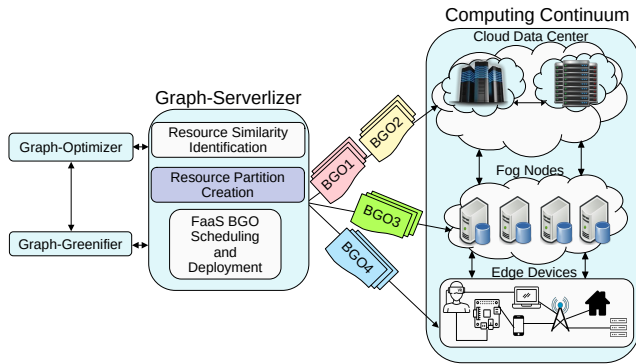 Computing Continuum
Cloud Data Center
Graph-Serverlizer
Resource Similarity
Identification
Graph-Optimizer
Resource Partition
Creation
Graph-Greenifier
FaaS BGO
Scheduling
and
Deployment
BGO1
BGO2
BGO3
BGO4
Fog Nodes
Edge Devices